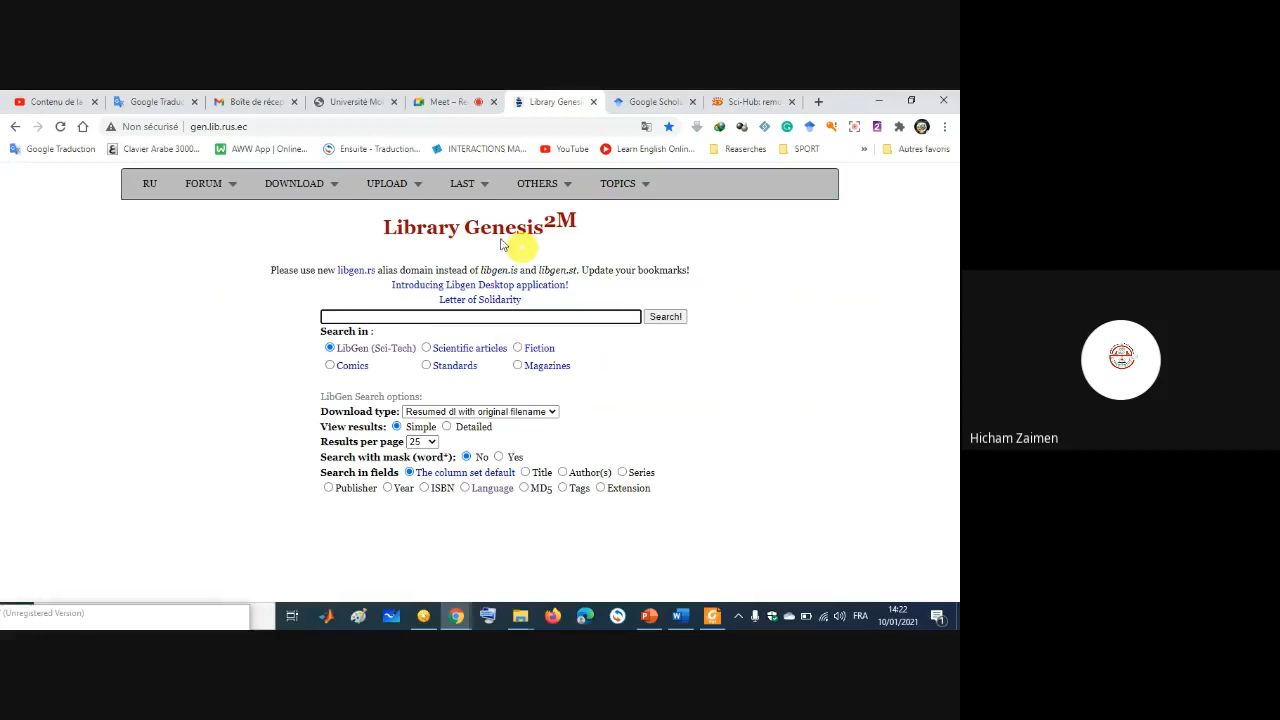 Contenu de la
Google Traduc
Boîte de récep
Université Mol
Meet – Re
Library Genesis
Google Schola
Sci-Hub: remo
Non sécurisé
gen.lib.rus.ec
Google Traduction
Clavier Arabe 3000...
AWW App | Online...
Ensuite - Traduction...
INTERACTIONS MA...
YouTube
Learn English Onlin...
Reaserches
SPORT
»
Autres favoris
RU FORUM DOWNLOAD UPLOAD LAST OTHERS TOPICS
Library Genesis2M
Please use new libgen.rs alias domain instead of libgen.is and libgen.st. Update your bookmarks!
Introducing Libgen Desktop application!
Letter of Solidarity
Search!
Search in :
LibGen (Sci-Tech) Scientific articles Fiction
Comics Standards Magazines
LibGen Search options:
Download type: Resumed dl with original filename
View results: Simple Detailed
Results per page 25
Search with mask (word*): No Yes
Search in fields The column set default Title Author(s) Series
Publisher Year ISBN Language MD5 Tags Extension
Hicham Zaimen
(Unregistered Version)
FRA
14:22
10/01/2021